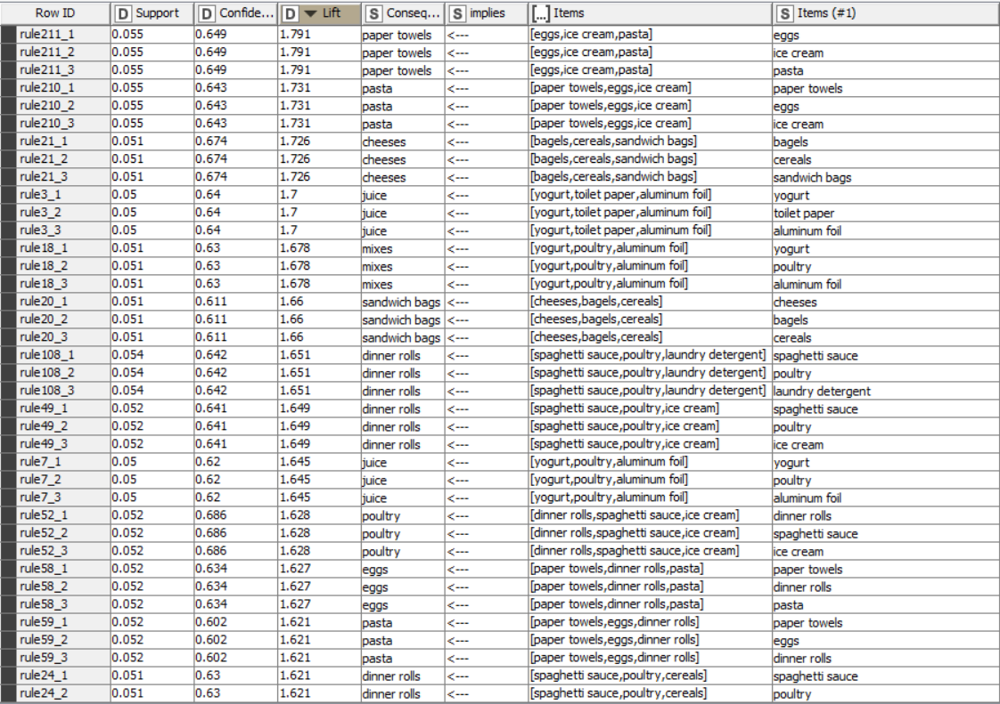 Row ID D Support D Confide... D Lift S Conseq... S implies [...] Items S Items (#1)
rule211_1 0.055 0.649 1.791 paper towels <--- [eggs,ice cream,pasta] eggs
rule211_2 0.055 0.649 1.791 paper towels <--- [eggs,ice cream,pasta] ice cream
rule211_3 0.055 0.649 1.791 paper towels <--- [eggs,ice cream,pasta] pasta
rule210_1 0.055 0.643 1.731 pasta <--- [paper towels,eggs,ice cream] paper towels
rule210_2 0.055 0.643 1.731 pasta <--- [paper towels,eggs,ice cream] eggs
rule210_3 0.055 0.643 1.731 pasta <--- [paper towels,eggs,ice cream] ice cream
rule21_1 0.051 0.674 1.726 cheeses <--- [bagels,cereals,sandwich bags] bagels
rule21_2 0.051 0.674 1.726 cheeses <--- [bagels,cereals,sandwich bags] cereals
rule21_3 0.051 0.674 1.726 cheeses <--- [bagels,cereals,sandwich bags] sandwich bags
rule3_1 0.05 0.64 1.7 juice <--- [yogurt,toilet paper,aluminum foil] yogurt
rule3_2 0.05 0.64 1.7 juice <--- [yogurt,toilet paper,aluminum foil] toilet paper
rule3_3 0.05 0.64 1.7 juice <--- [yogurt,toilet paper,aluminum foil] aluminum foil
rule18_1 0.051 0.63 1.678 mixes <--- [yogurt,poultry,aluminum foil] yogurt
rule18_2 0.051 0.63 1.678 mixes <--- [yogurt,poultry,aluminum foil] poultry
rule18_3 0.051 0.63 1.678 mixes <--- [yogurt,poultry,aluminum foil] aluminum foil
rule20_1 0.051 0.611 1.66 sandwich bags <--- [cheeses,bagels,cereals] cheeses
rule20_2 0.051 0.611 1.66 sandwich bags <--- [cheeses,bagels,cereals] bagels
rule20_3 0.051 0.611 1.66 sandwich bags <--- [cheeses,bagels,cereals] cereals
rule108_1 0.054 0.642 1.651 dinner rolls <--- [spaghetti sauce,poultry,laundry detergent] spaghetti sauce
rule108_2 0.054 0.642 1.651 dinner rolls <--- [spaghetti sauce,poultry,laundry detergent] poultry
rule108_3 0.054 0.642 1.651 dinner rolls <--- [spaghetti sauce,poultry,laundry detergent] laundry detergent
rule49_1 0.052 0.641 1.649 dinner rolls <--- [spaghetti sauce,poultry,ice cream] spaghetti sauce
rule49_2 0.052 0.641 1.649 dinner rolls <--- [spaghetti sauce,poultry,ice cream] poultry
rule49_3 0.052 0.641 1.649 dinner rolls <--- [spaghetti sauce,poultry,ice cream] ice cream
rule7_1 0.05 0.62 1.645 juice <--- [yogurt,poultry,aluminum foil] yogurt
rule7_2 0.05 0.62 1.645 juice <--- [yogurt,poultry,aluminum foil] poultry
rule7_3 0.05 0.62 1.645 juice <--- [yogurt,poultry,aluminum foil] aluminum foil
rule52_1 0.052 0.686 1.628 poultry <--- [dinner rolls,spaghetti sauce,ice cream] dinner rolls
rule52_2 0.052 0.686 1.628 poultry <--- [dinner rolls,spaghetti sauce,ice cream] spaghetti sauce
rule52_3 0.052 0.686 1.628 poultry <--- [dinner rolls,spaghetti sauce,ice cream] ice cream
rule58_1 0.052 0.634 1.627 eggs <--- [paper towels,dinner rolls,pasta] paper towels
rule58_2 0.052 0.634 1.627 eggs <--- [paper towels,dinner rolls,pasta] dinner rolls
rule58_3 0.052 0.634 1.627 eggs <--- [paper towels,dinner rolls,pasta] pasta
rule59_1 0.052 0.602 1.621 pasta <--- [paper towels,eggs,dinner rolls] paper towels
rule59_2 0.052 0.602 1.621 pasta <--- [paper towels,eggs,dinner rolls] eggs
rule59_3 0.052 0.602 1.621 pasta <--- [paper towels,eggs,dinner rolls] dinner rolls
rule24_1 0.051 0.63 1.621 dinner rolls <--- [spaghetti sauce,poultry,cereals] spaghetti sauce
rule24_2 0.051 0.63 1.621 dinner rolls <--- [spaghetti sauce,poultry,cereals] poultry